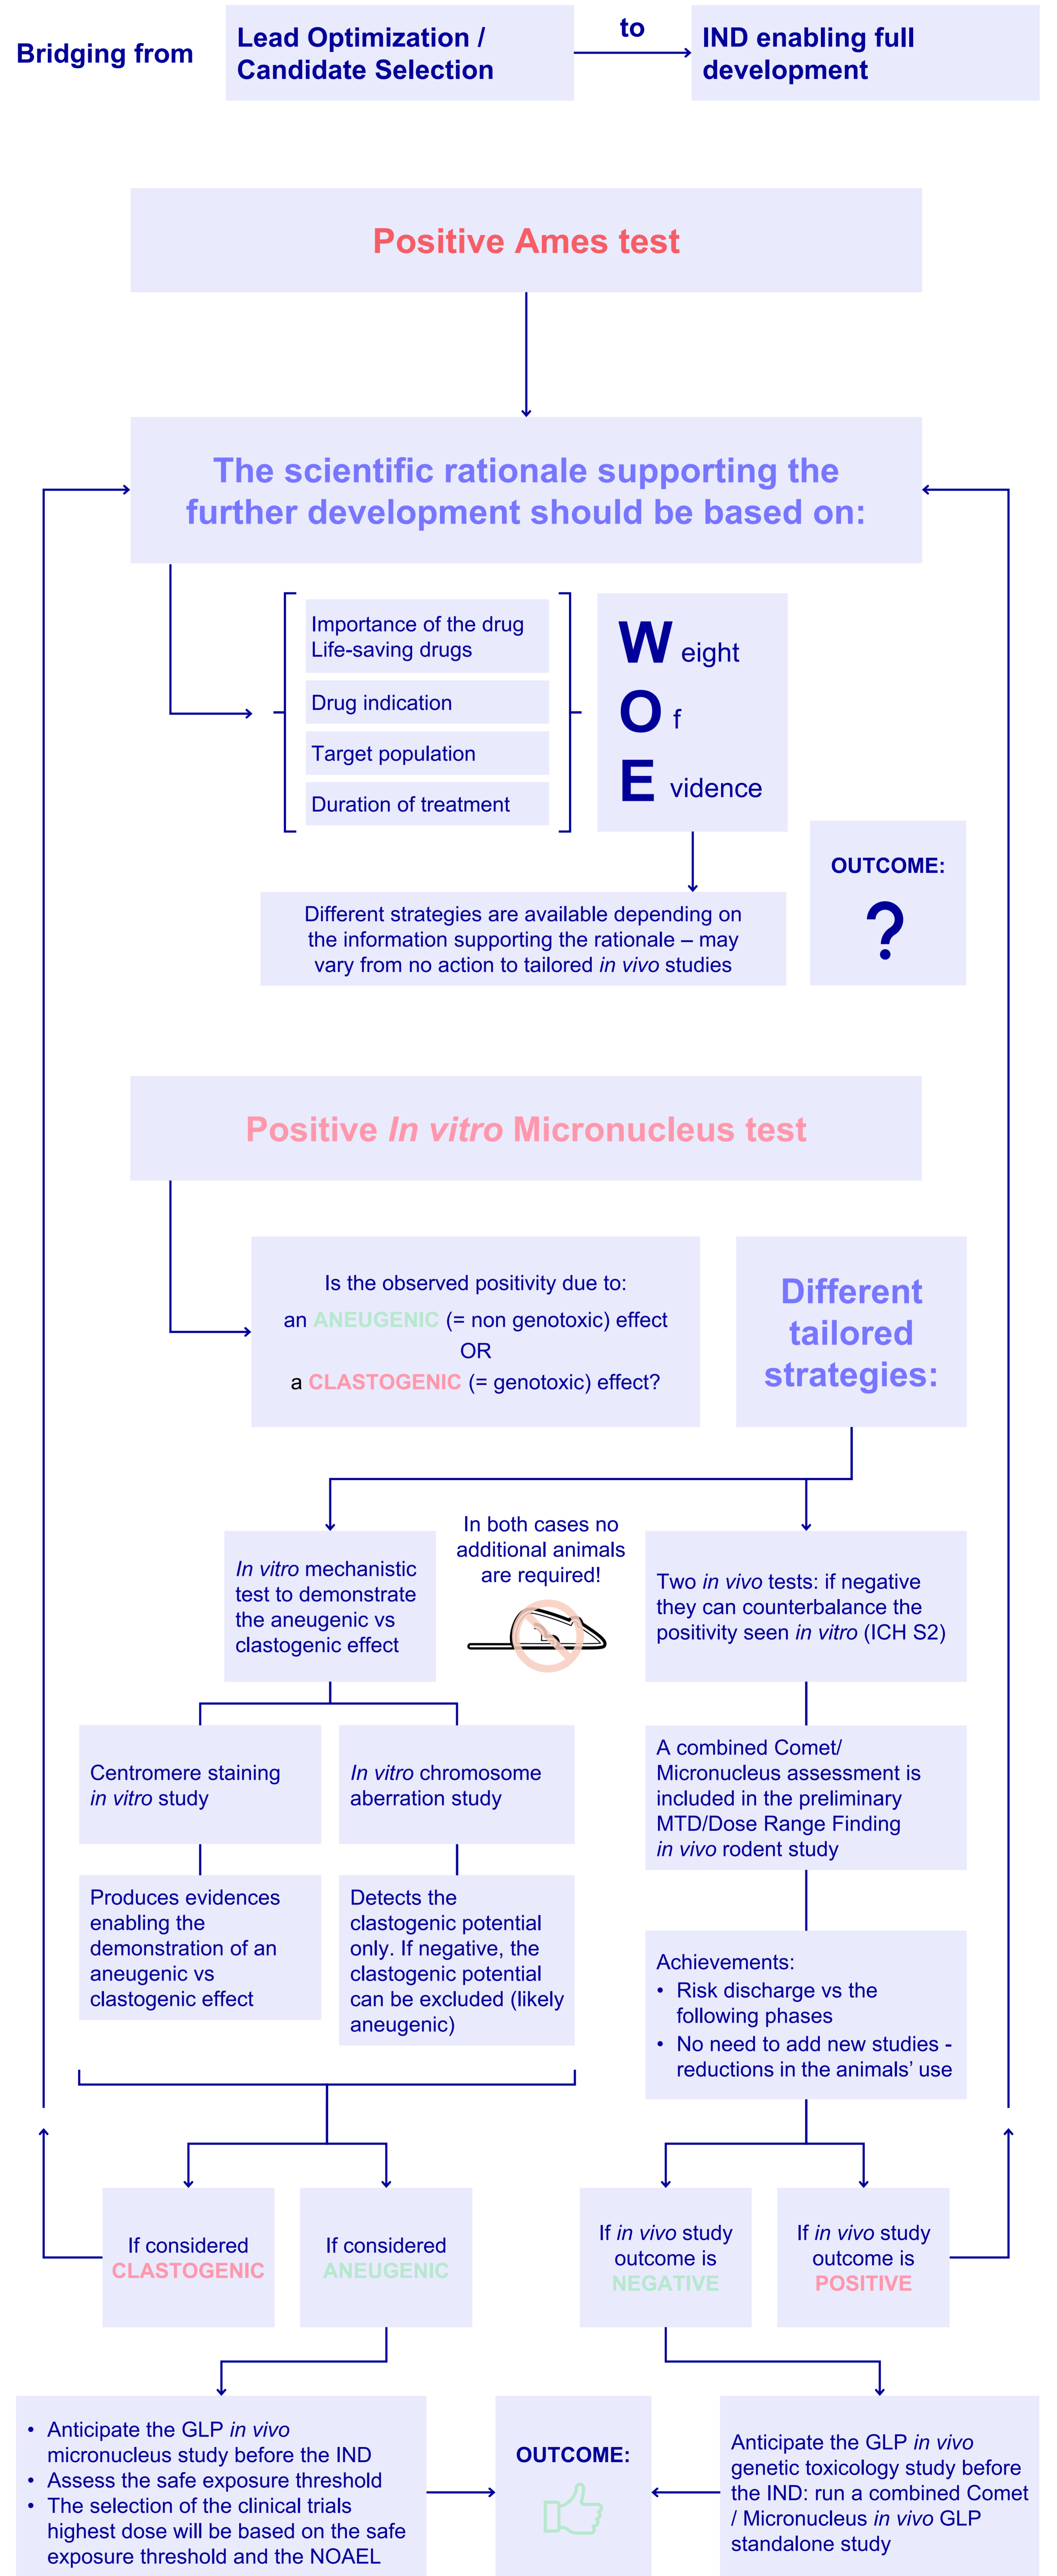 Bridging from
Lead Optimization /
Candidate Selection
to
IND enabling full
development
Positive Ames test
The scientific rationale supporting the
further development should be based on:
Importance of the drug
Life-saving drugs
Drug indication
Target population
Duration of treatment
W eight
O f
E vidence
Different strategies are available depending on
the information supporting the rationale – may
vary from no action to tailored in vivo studies
OUTCOME:
?
Positive In vitro Micronucleus test
Is the observed positivity due to:
an ANEUGENIC (= non genotoxic) effect
OR
a CLASTOGENIC (= genotoxic) effect?
Different
tailored
strategies:
In vitro mechanistic
test to demonstrate
the aneugenic vs
clastogenic effect
In both cases no
additional animals
are required!
Two in vivo tests: if negative
they can counterbalance the
positivity seen in vitro (ICH S2)
Centromere staining
in vitro study
In vitro chromosome
aberration study
A combined Comet/
Micronucleus assessment is
included in the preliminary
MTD/Dose Range Finding
in vivo rodent study
Produces evidences
enabling the
demonstration of an
aneugenic vs
clastogenic effect
Detects the
clastogenic potential
only. If negative, the
clastogenic potential
can be excluded (likely
aneugenic)
Achievements:
• Risk discharge vs the
following phases
• No need to add new studies -
reductions in the animals’ use
If considered
CLASTOGENIC
If considered
ANEUGENIC
If in vivo study
outcome is
NEGATIVE
If in vivo study
outcome is
POSITIVE
• Anticipate the GLP in vivo
micronucleus study before the IND
• Assess the safe exposure threshold
• The selection of the clinical trials
highest dose will be based on the safe
exposure threshold and the NOAEL
OUTCOME:
Anticipate the GLP in vivo
genetic toxicology study before
the IND: run a combined Comet
/ Micronucleus in vivo GLP
standalone study